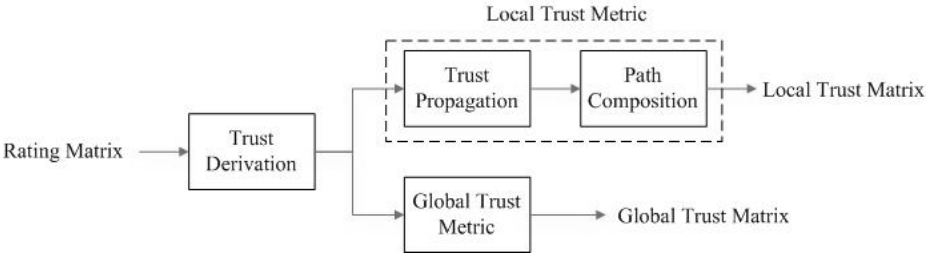 Local Trust Metric
Trust
Propagation
Path
Composition
Local Trust Matrix
Rating Matrix
Trust
Derivation
Global Trust
Metric
Global Trust Matrix